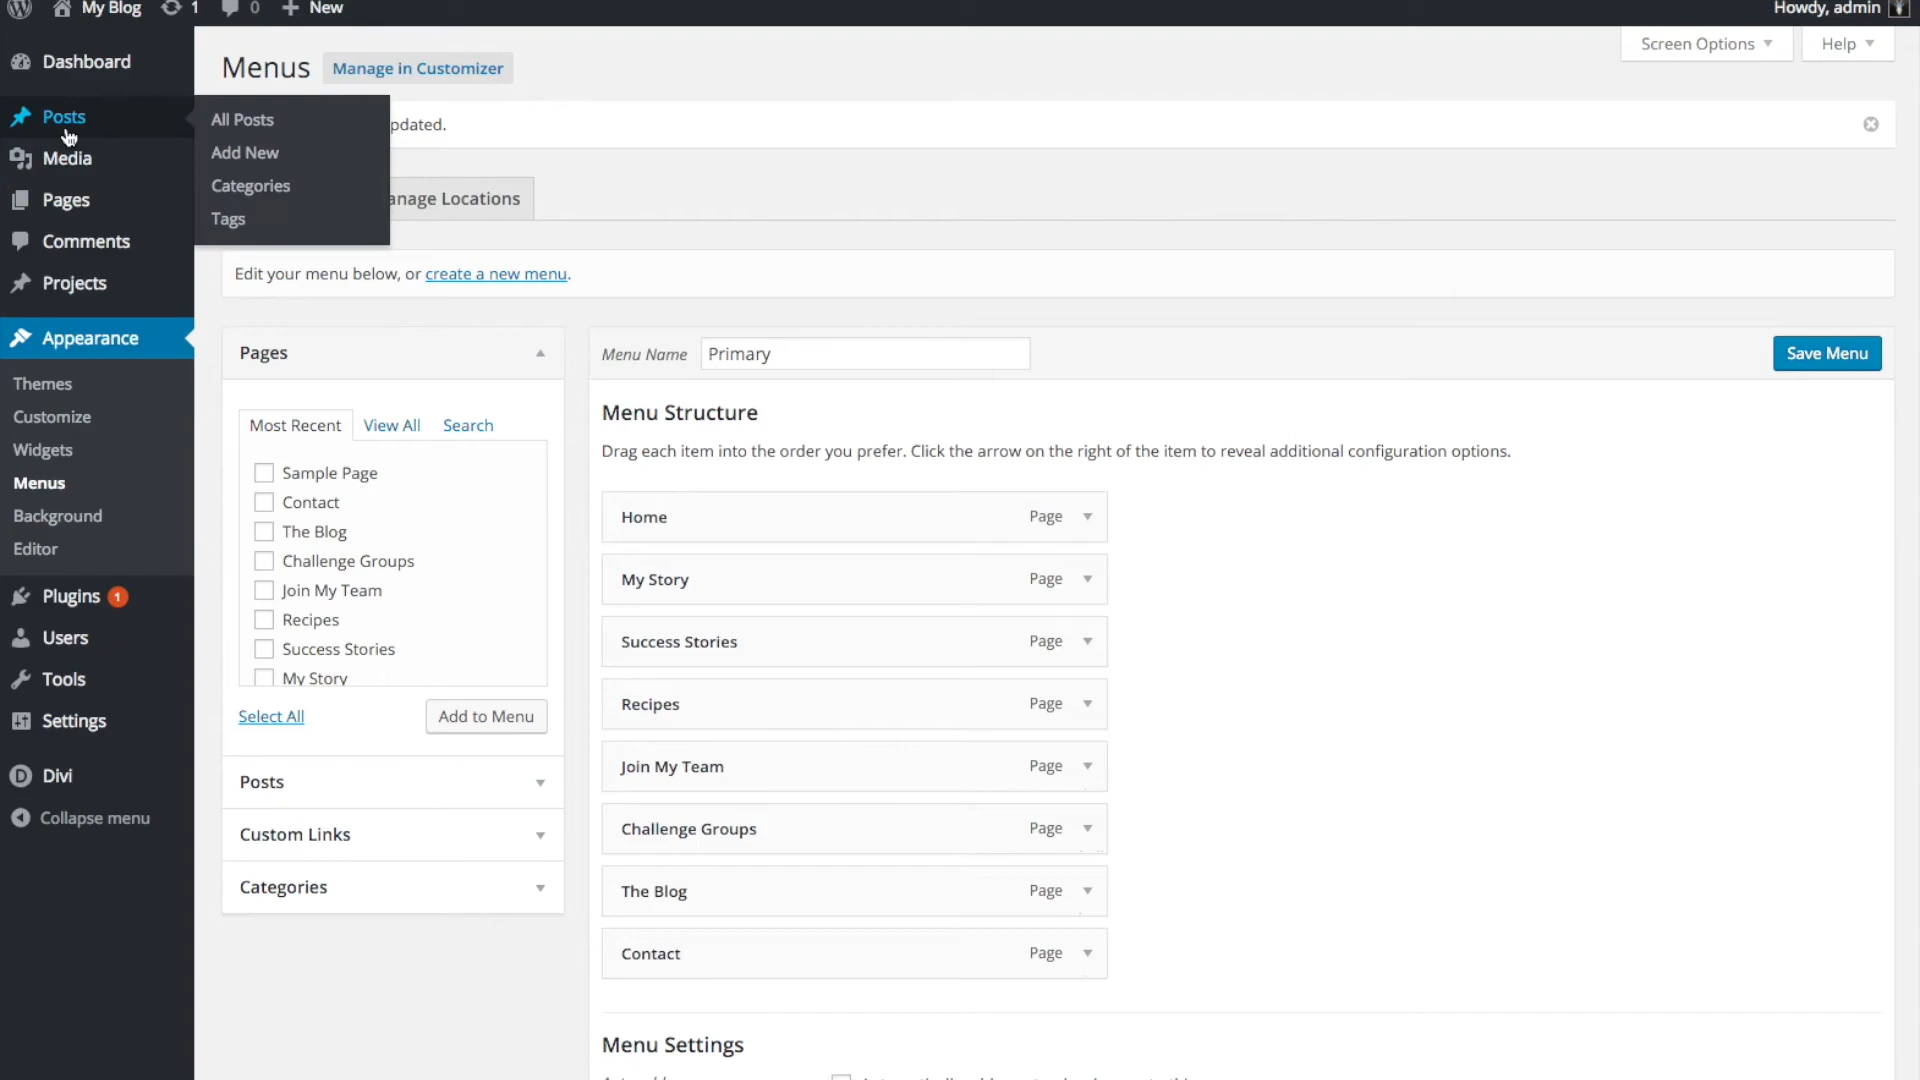 My Blog 1 0 New Howdy, admin
Screen Options Help
Dashboard
Posts
Media
Pages
Comments
Projects
Appearance
Themes
Customize
Widgets
Menus
Background
Editor
Plugins 1
Users
Tools
Settings
Divi
Collapse menu
All Posts
Add New
Categories
Tags
Menus Manage in Customizer
pdated.
anage Locations
Edit your menu below, or create a new menu.
Pages
Most Recent View All Search
Sample Page
Contact
The Blog
Challenge Groups
Join My Team
Recipes
Success Stories
My Story
Select All Add to Menu
Posts
Custom Links
Categories
Menu Name Primary Save Menu
Menu Structure
Drag each item into the order you prefer. Click the arrow on the right of the item to reveal additional configuration options.
Home Page
My Story Page
Success Stories Page
Recipes Page
Join My Team Page
Challenge Groups Page
The Blog Page
Contact Page
Menu Settings